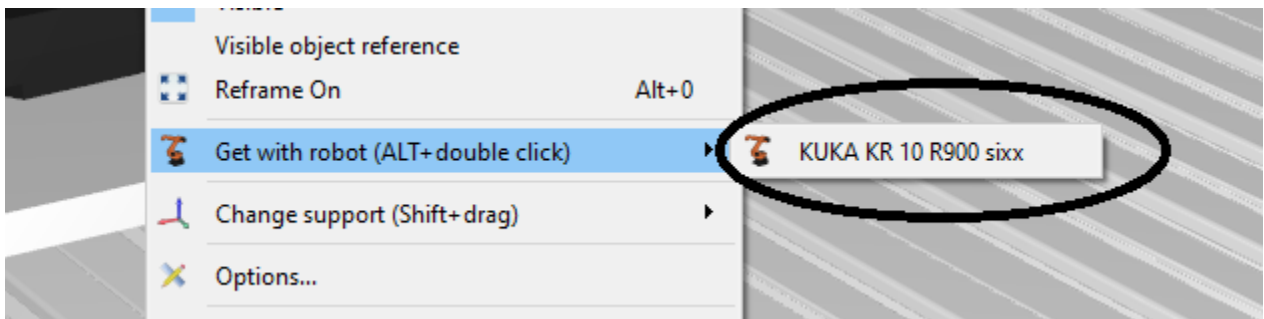 Visible object reference
Reframe On Alt+0
Get with robot (ALT+double click) KUKA KR 10 R900 sixx
Change support (Shift+drag)
Options...